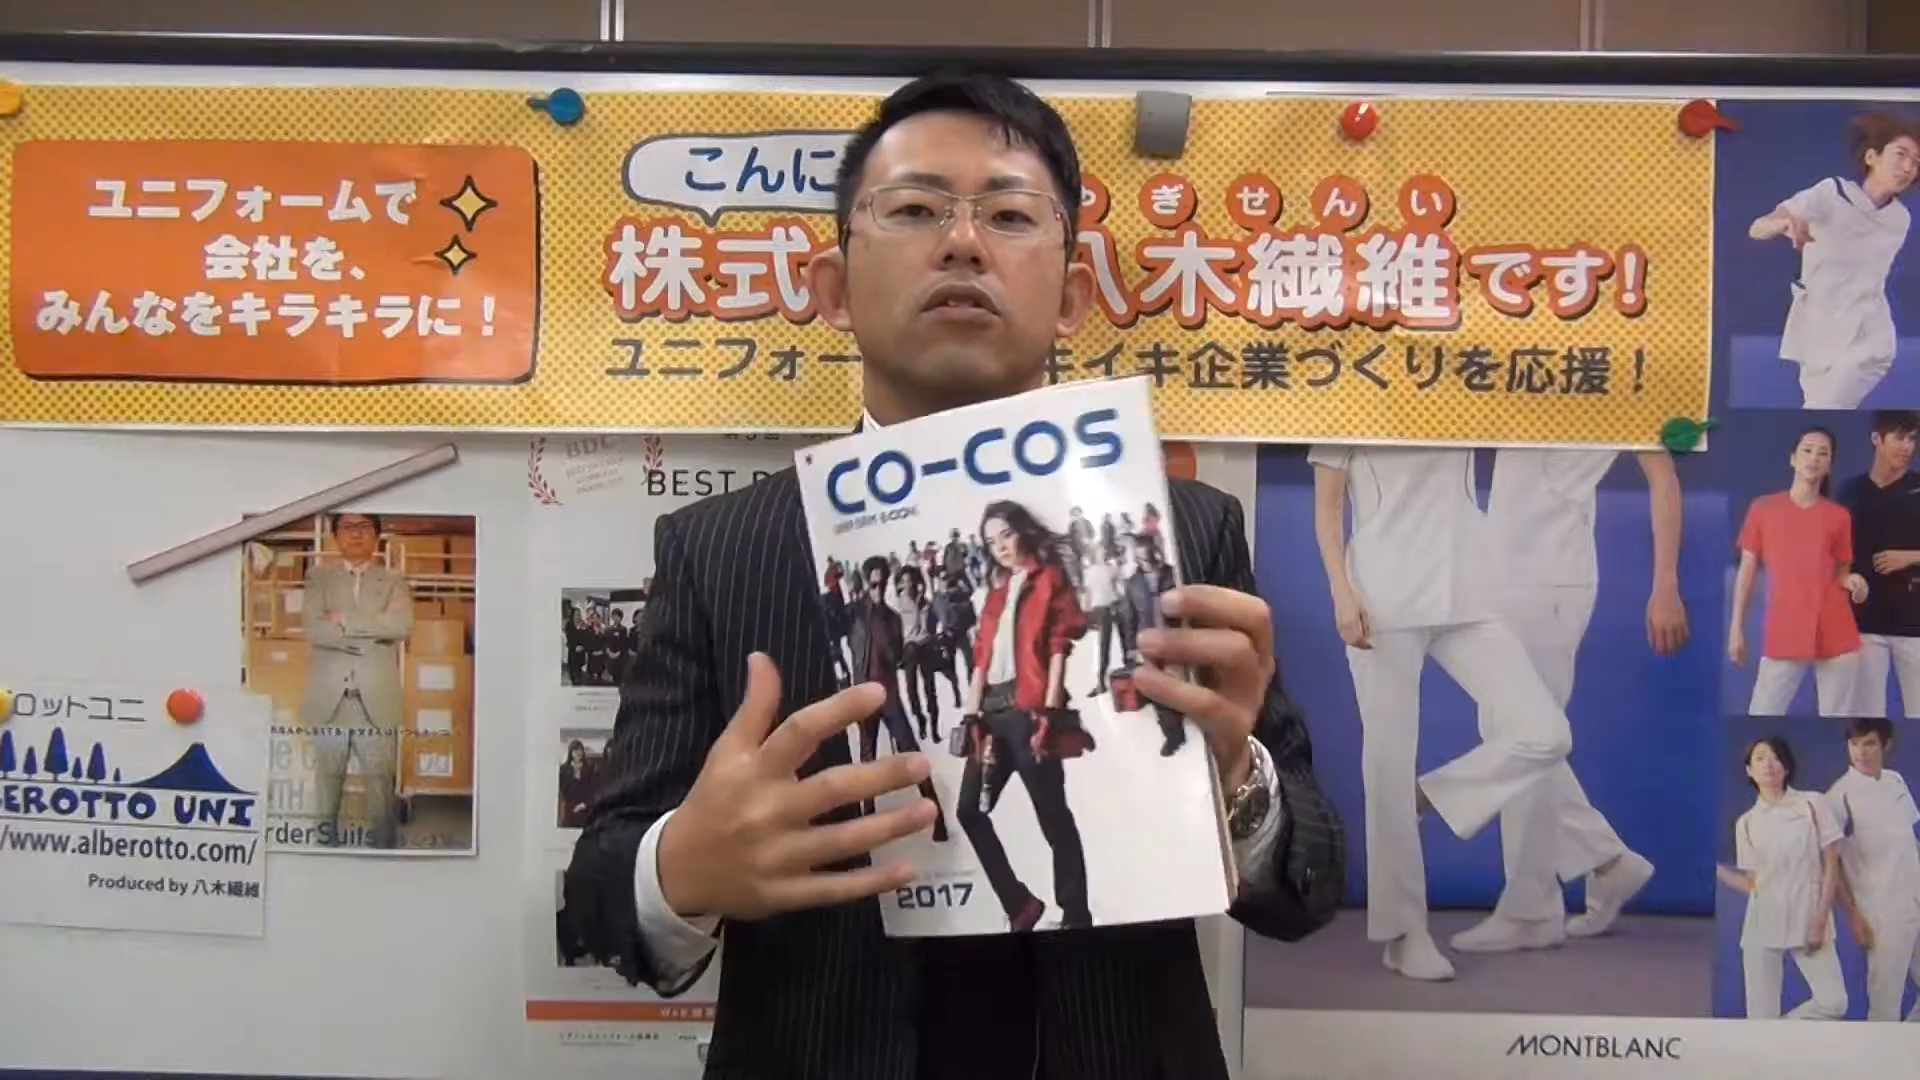 ユニフォームで
会社を、
みんなをキラキラに!
こんに
ぎせんい
株式 八木繊維です!
ユニフォー
イキ企業づくりを応援!
BEST
CO-COS
2017
ロットユニ
BEROTTO UNI
/www.alberotto.com/
Produced by 八木繊維
rderSuits
MONTBLANC